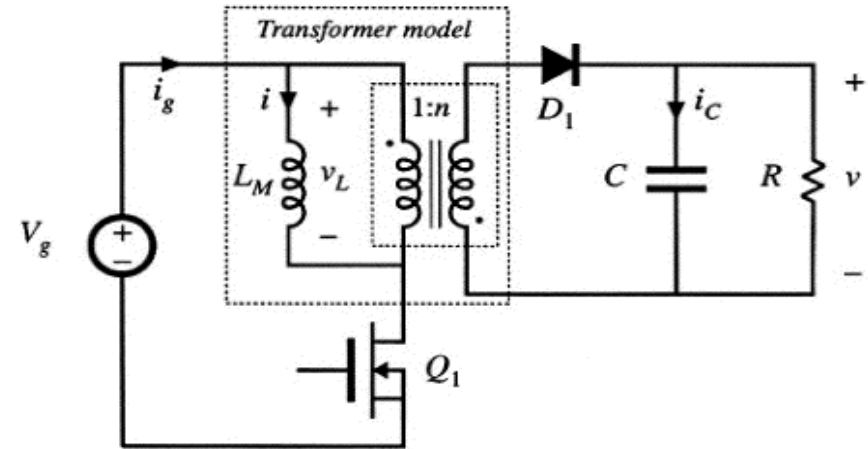 Transformer model
i_g
i
+
1:n
D_1
i_C
+
L_M
v_L
C
R
v
V_g
+
−
−
−
Q_1